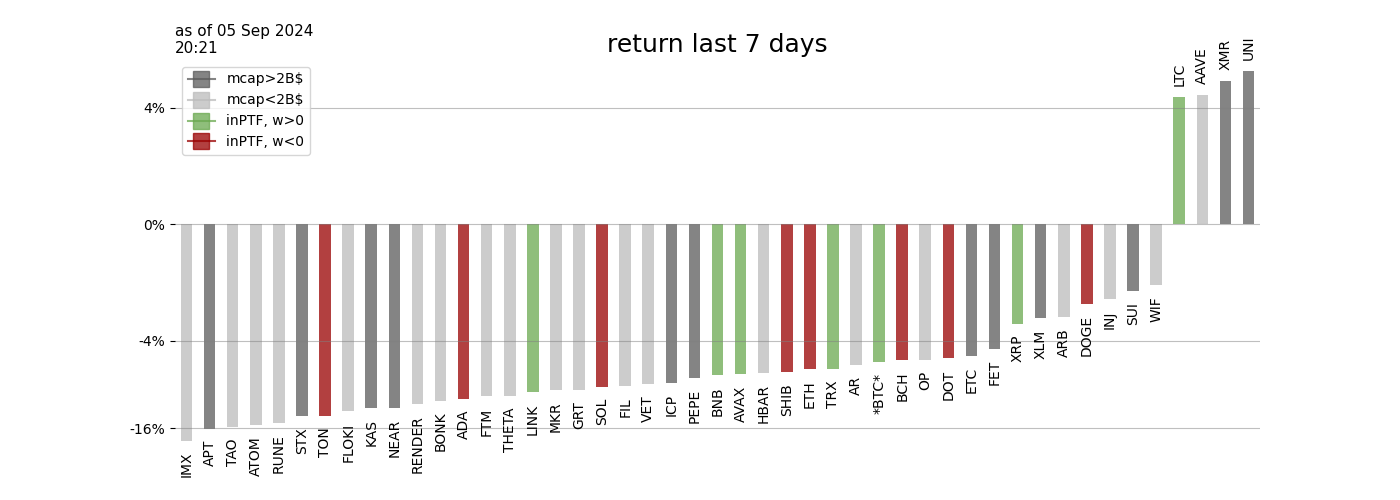 as of 05 Sep 2024
20:21
return last 7 days
mcap>2B$
mcap<2B$
inPTF, w>0
inPTF, w<0
4%
0%
-4%
-16%
IMX
APT
TAO
ATOM
RUNE
STX
TON
FLOKI
KAS
NEAR
RENDER
BONK
ADA
FTM
THETA
LINK
MKR
GRT
SOL
FIL
VET
ICP
PEPE
BNB
AVAX
HBAR
SHIB
ETH
TRX
AR
*BTC*
BCH
OP
DOT
ETC
FET
XRP
XLM
ARB
DOGE
INJ
SUI
WIF
LTC
AAVE
XMR
UNI